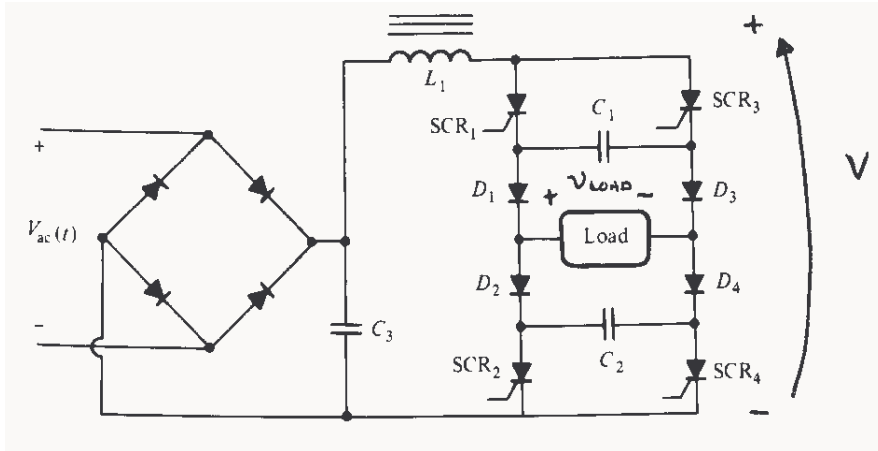 +
L1
SCR1
C1
SCR3
+
V
D1
+ VLOAD -
D3
Vac(t)
Load
D2
D4
-
C3
SCR2
C2
SCR4
-